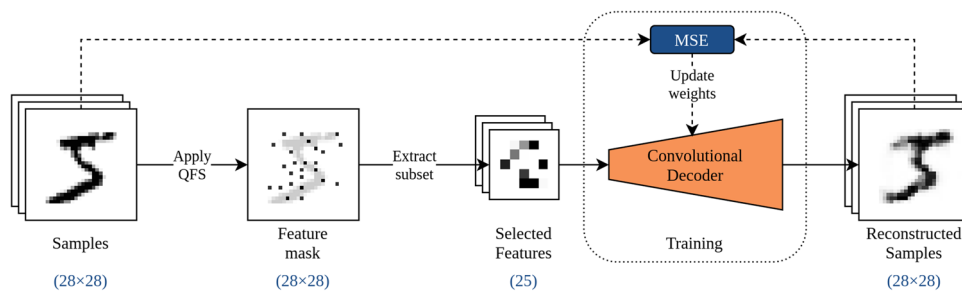 MSE
Update
weights
Apply
QFS
Extract
subset
Convolutional
Decoder
Samples
(28×28)
Feature
mask
(28×28)
Selected
Features
(25)
Training
Reconstructed
Samples
(28×28)